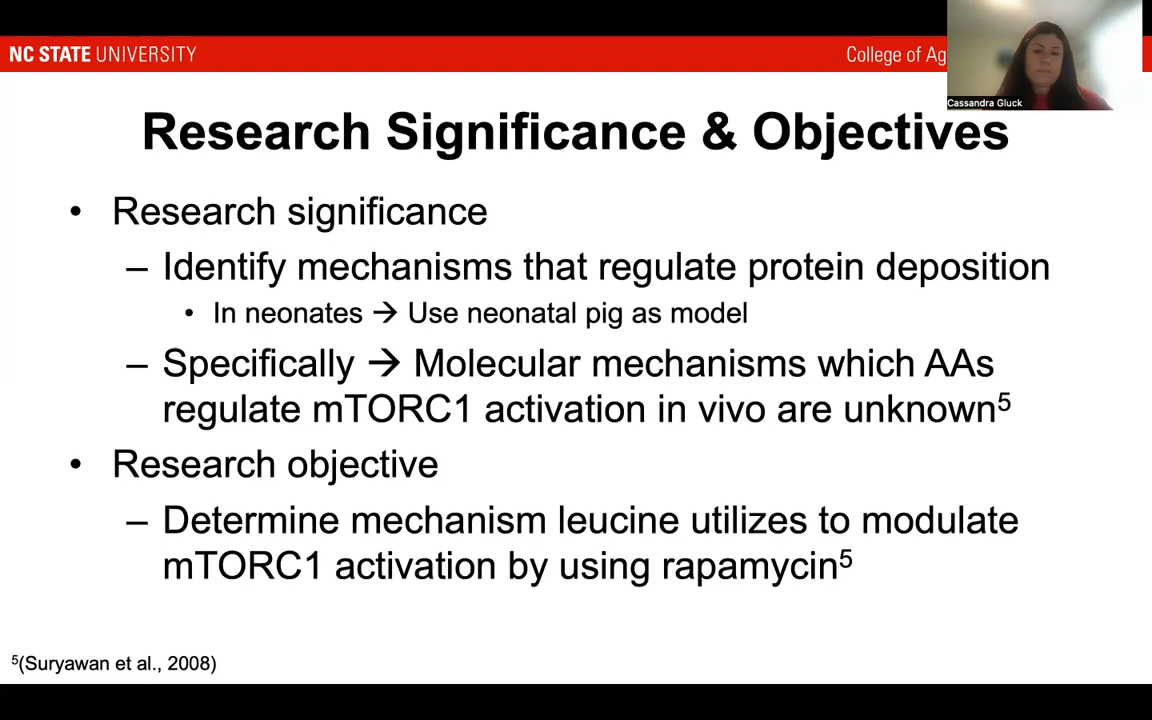 NC STATE UNIVERSITY
College of Ag
Cassandra Gluck
Research Significance & Objectives
• Research significance
– Identify mechanisms that regulate protein deposition
• In neonates → Use neonatal pig as model
– Specifically → Molecular mechanisms which AAs
regulate mTORC1 activation in vivo are unknown⁵
• Research objective
– Determine mechanism leucine utilizes to modulate
mTORC1 activation by using rapamycin⁵
⁵(Suryawan et al., 2008)